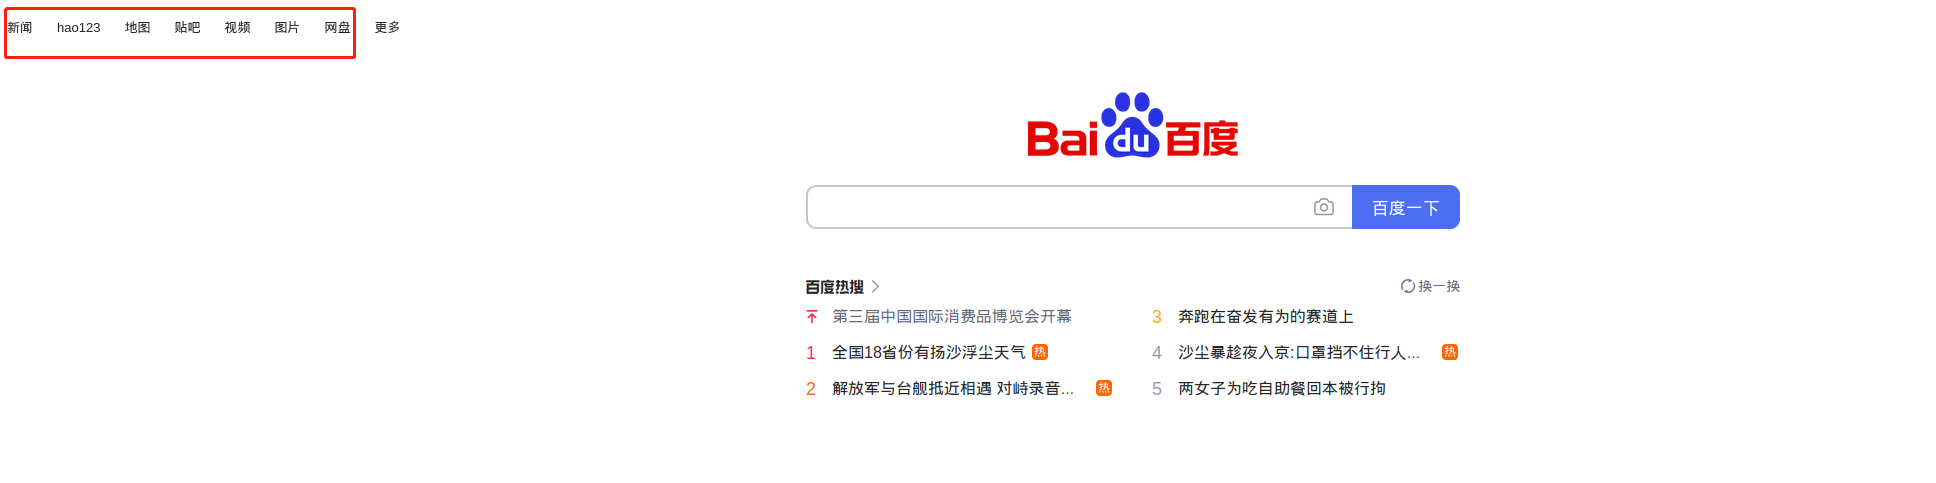 新闻 hao123 地图 贴吧 视频 图片 网盘 更多
Bai du 百度
百度一下
百度热搜 换一换
第三届中国国际消费品博览会开幕
1 全国18省份有扬沙浮尘天气 热
2 解放军与台舰抵近相遇 对峙录音... 热
3 奔跑在奋发有为的赛道上
4 沙尘暴趁夜入京:口罩挡不住行人... 热
5 两女子为吃自助餐回本被行拘